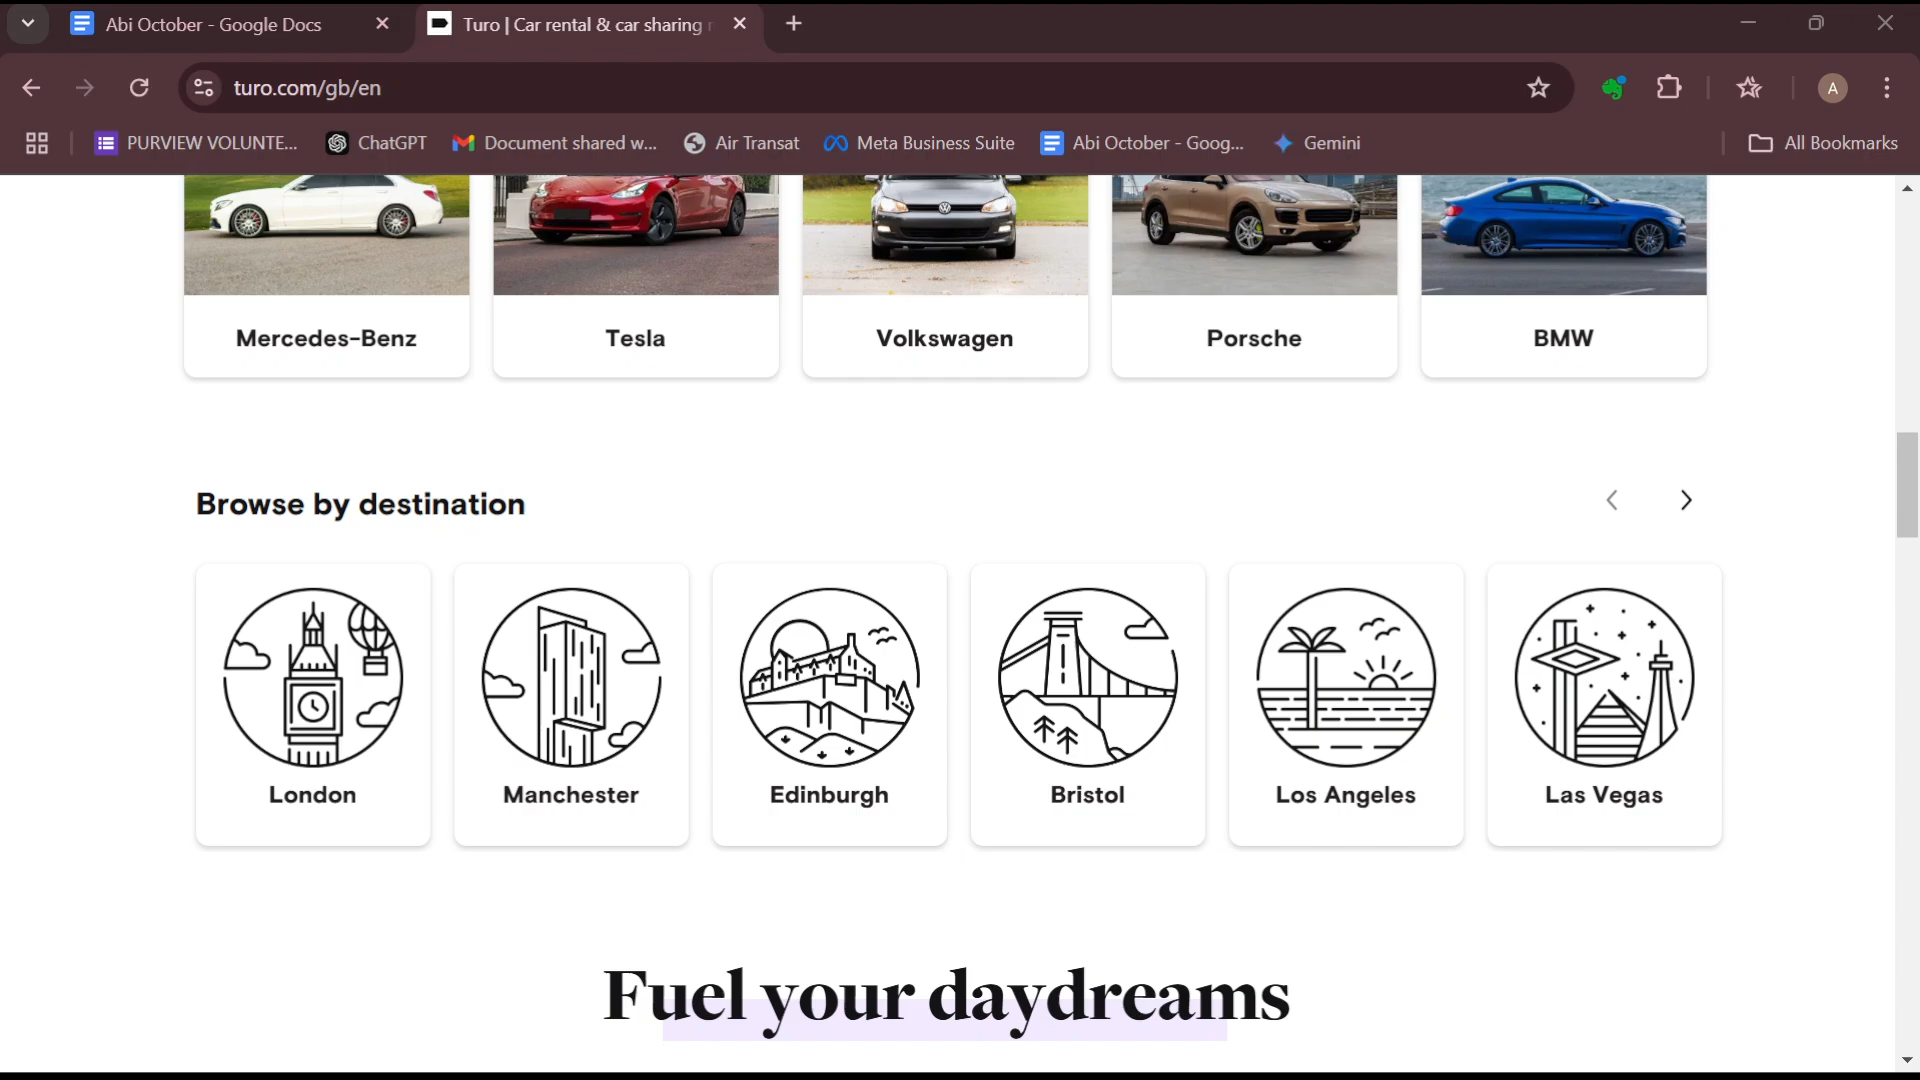 Abi October - Google Docs
Turo | Car rental & car sharing
turo.com/gb/en
A
PURVIEW VOLUNTE...
ChatGPT
Document shared w...
Air Transat
Meta Business Suite
Abi October - Goog...
Gemini
All Bookmarks
Mercedes-Benz
Tesla
Volkswagen
Porsche
BMW
Browse by destination
London
Manchester
Edinburgh
Bristol
Los Angeles
Las Vegas
Fuel your daydreams